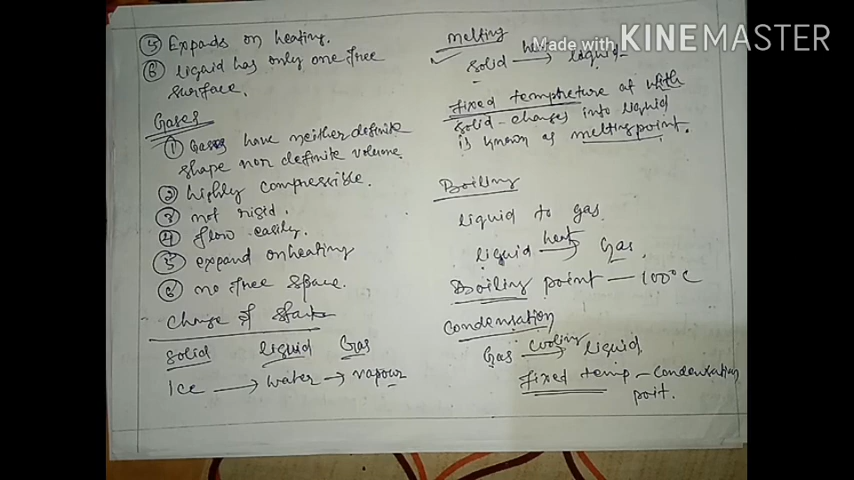 ⑤ Expands on heating.
⑥ liquid has only one free
surface.
Gases
① Gases have neither definite
shape nor definite volume.
② highly compressible.
③ not rigid.
④ flow easily.
⑤ expand on heating
⑥ no free space.
Change of state
solid liquid Gas
Ice → water → vapour
Melting
✓ solid heat → liquid
fixed tempreture at with
solid changes into liquid
is known as melting point.
Boiling
liquid to gas.
liquid heat → Gas.
Boiling point — 100°C
Condensation
Gas cooling → liquid
fixed temp — condensation
poit.
Made with KINEMASTER